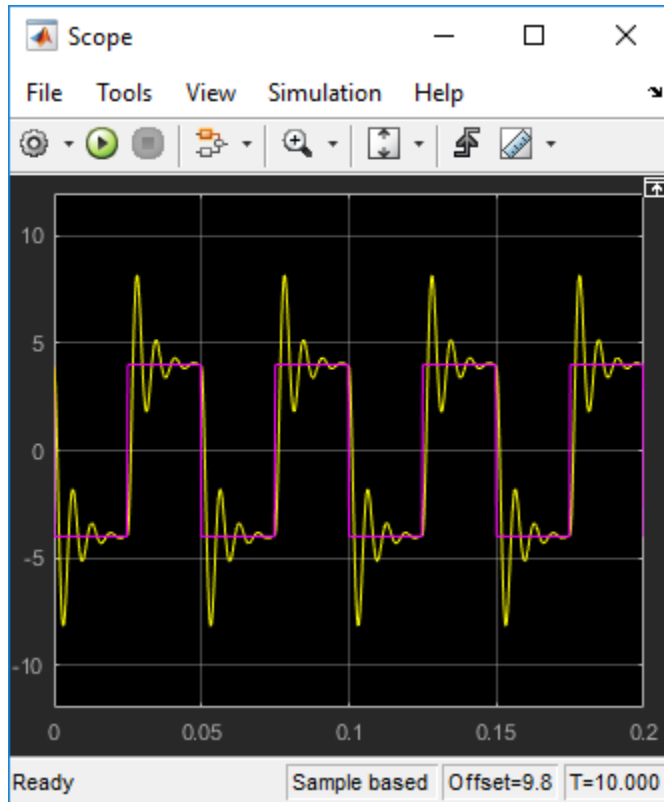 Scope
File Tools View Simulation Help
10
5
0
-5
-10
0 0.05 0.1 0.15 0.2
Ready Sample based Offset=9.8 T=10.000